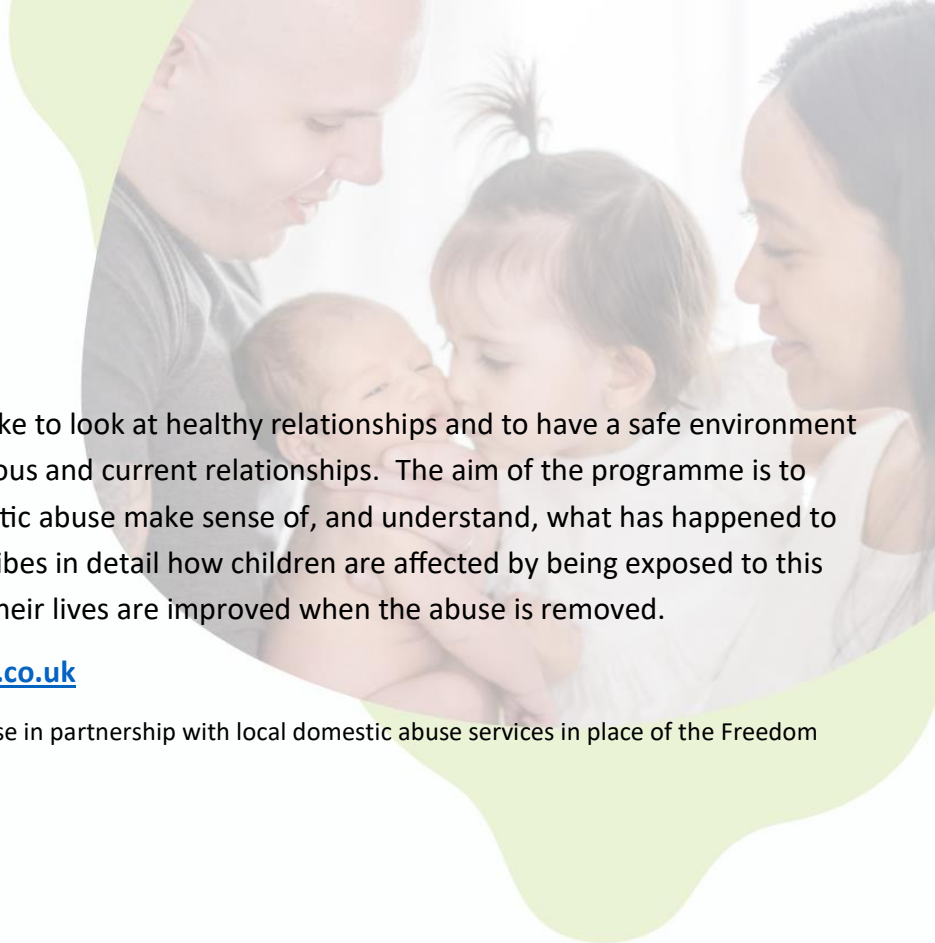 ke to look at healthy relationships and to have a safe environment
ous and current relationships.  The aim of the programme is to
tic abuse make sense of, and understand, what has happened to
ibes in detail how children are affected by being exposed to this
heir lives are improved when the abuse is removed.
.co.uk
se in partnership with local domestic abuse services in place of the Freedom